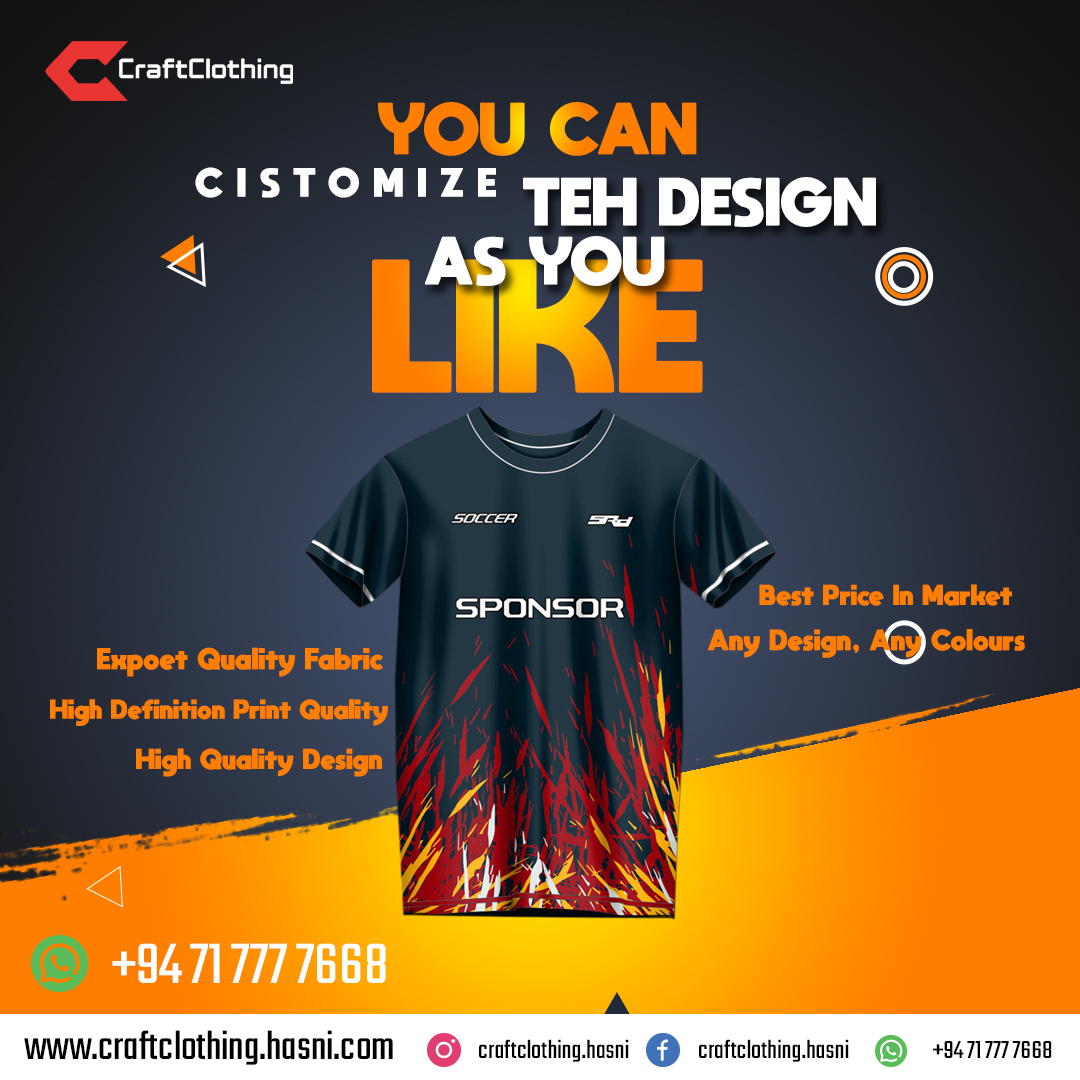 CraftClothing
YOU CAN
CISTOMIZE TEH DESIGN
AS YOU
LIKE
SOCCER SRd
SPONSOR
Best Price In Market
Any Design, Any Colours
Expoet Quality Fabric
High Definition Print Quality
High Quality Design
+94 71 777 7668
www.craftclothing.hasni.com craftclothing.hasni craftclothing.hasni +94 71 777 7668